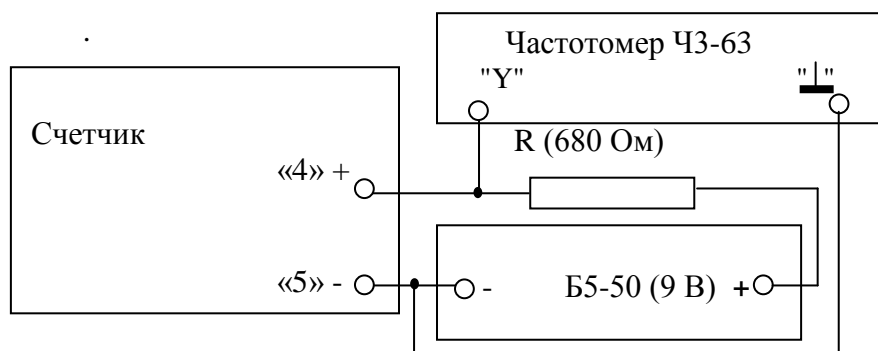 Частотомер Ч3-63
"Y" "⊥"
Счетчик
R (680 Ом)
«4» +
«5» -
- Б5-50 (9 В) +